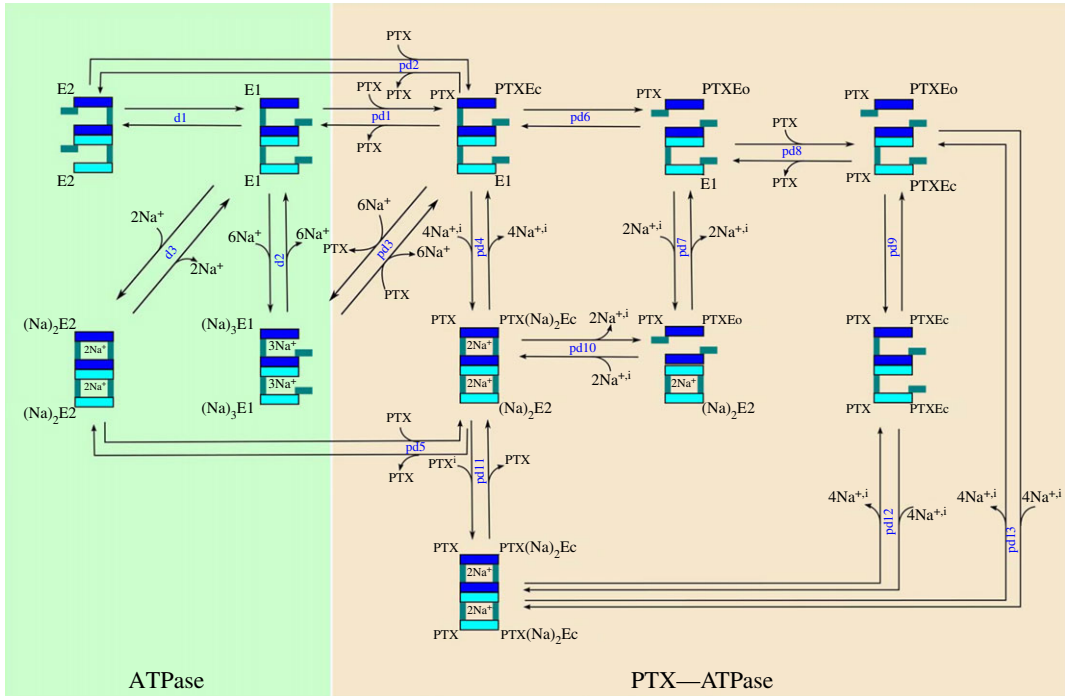 PTX
pd2
PTX
E2
E1
PTX
PTX
PTXEc
PTX
PTXEo
PTX
PTXEo
d1
pd1
PTX
pd6
PTX
pd8
PTX
E2
E1
E1
E1
PTX
PTXEc
2Na+
d3
2Na+
6Na+
d2
6Na+
6Na+
PTX
pd3
6Na+
PTX
4Na+,i
pd4
4Na+,i
2Na+,i
pd7
2Na+,i
pd9
(Na)2E2
(Na)3E1
PTX
PTX(Na)2Ec
2Na+,i
PTX
PTXEo
PTX
PTXEc
2Na+
3Na+
2Na+
pd10
2Na+
3Na+
2Na+
2Na+,i
2Na+
(Na)2E2
(Na)3E1
(Na)2E2
(Na)2E2
PTX
PTXEc
PTX
pd5
PTX
PTXi
pd11
PTX
4Na+,i
pd12
4Na+,i
4Na+,i
pd13
4Na+,i
PTX
PTX(Na)2Ec
2Na+
2Na+
PTX
PTX(Na)2Ec
ATPase
PTX—ATPase